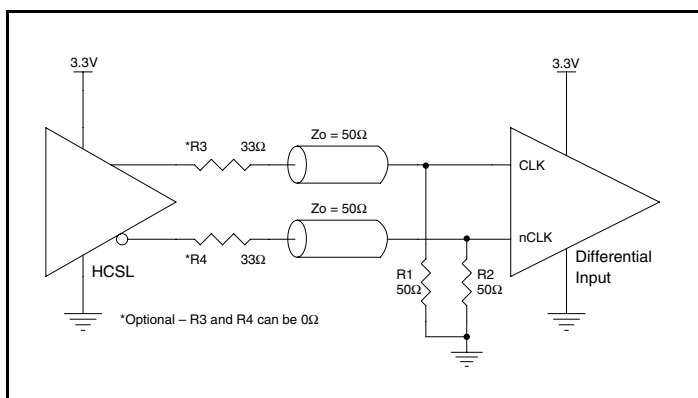 3.3V
3.3V
*R3
33Ω
Zo = 50Ω
CLK
Zo = 50Ω
nCLK
*R4
33Ω
HCSL
R1
50Ω
R2
50Ω
Differential
Input
*Optional – R3 and R4 can be 0Ω